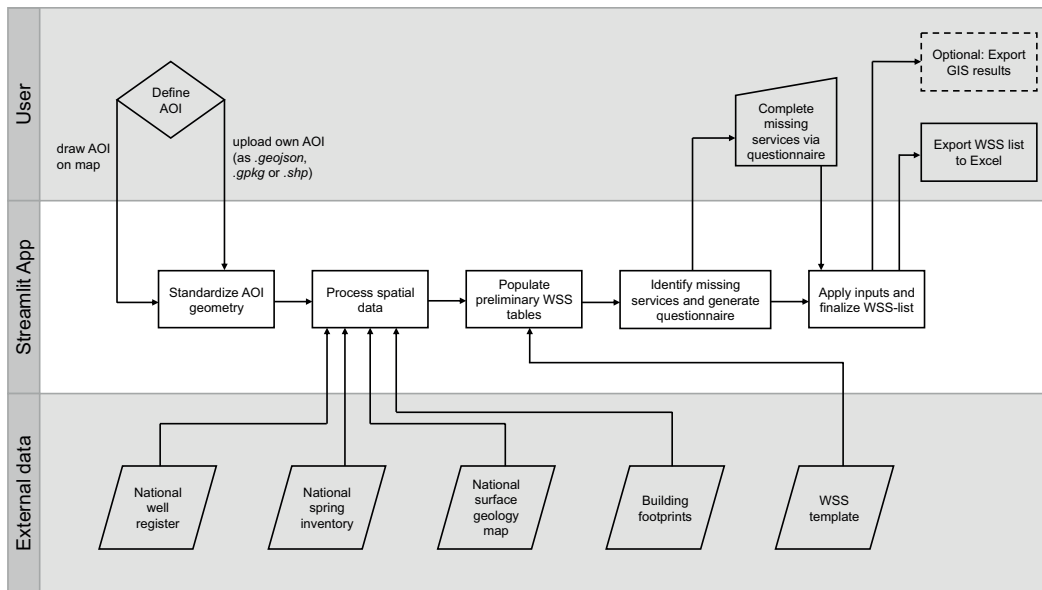 User
Define
AOI
draw AOI
on map
upload own AOI
(as .geojson,
.gpkg or .shp)
Complete
missing
services via
questionnaire
Optional: Export
GIS results
Export WSS list
to Excel
Streamlit App
Standardize AOI
geometry
Process spatial
data
Populate
preliminary WSS
tables
Identify missing
services and generate
questionnaire
Apply inputs and
finalize WSS-list
External data
National
well
register
National
spring
inventory
National
surface
geology
map
Building
footprints
WSS
template